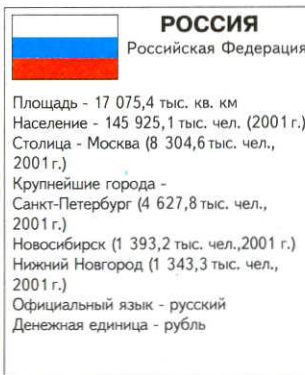 РОССИЯ
Российская Федерация
Площадь - 17 075,4 тыс. кв. км
Население - 145 925,1 тыс. чел. (2001 г.)
Столица - Москва (8 304,6 тыс. чел.,
2001 г.)
Крупнейшие города -
Санкт-Петербург (4 627,8 тыс. чел.,
2001 г.)
Новосибирск (1 393,2 тыс. чел.,2001 г.)
Нижний Новгород (1 343,3 тыс. чел.,
2001 г.)
Официальный язык - русский
Денежная единица - рубль